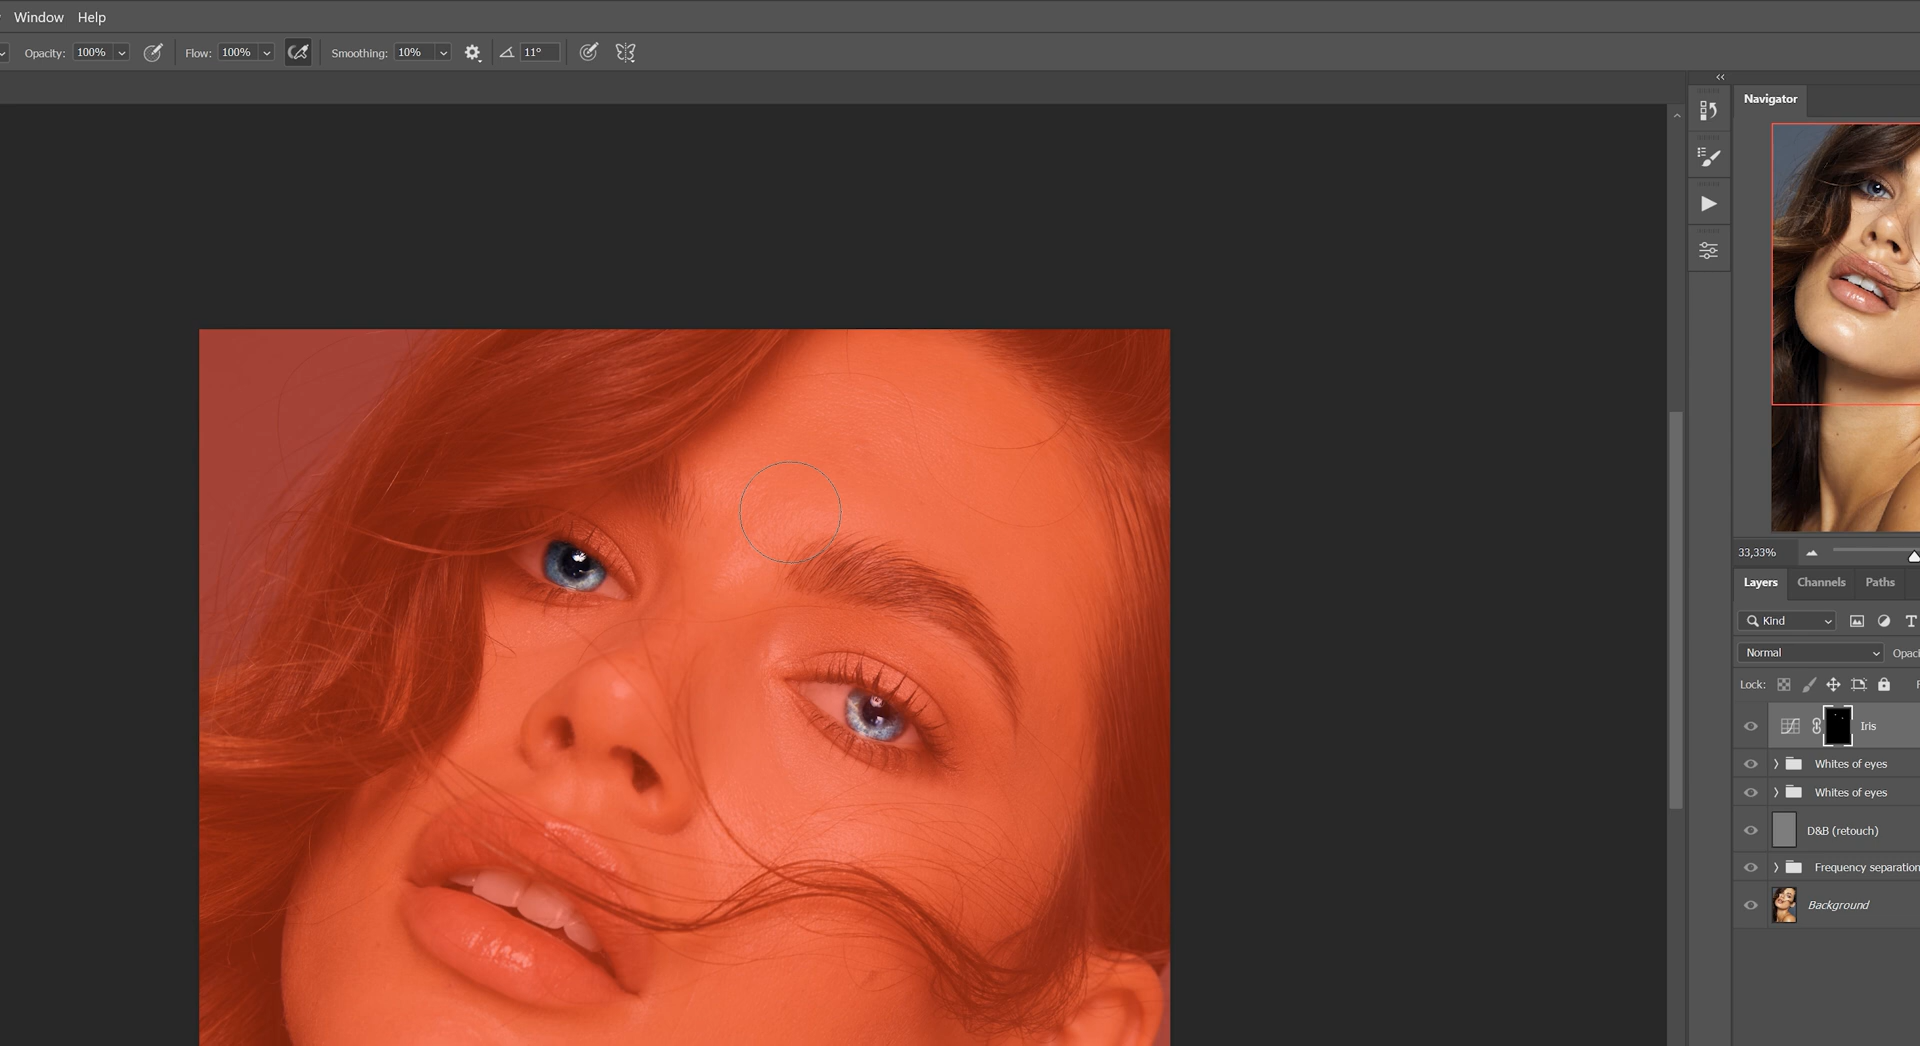 Window Help
Opacity: 100% Flow: 100% Smoothing: 10% 11°
Navigator
33,33%
Layers Channels Paths
Kind T
Normal Opaci
Lock: F
Iris
Whites of eyes
Whites of eyes
D&B (retouch)
Frequency separation
Background